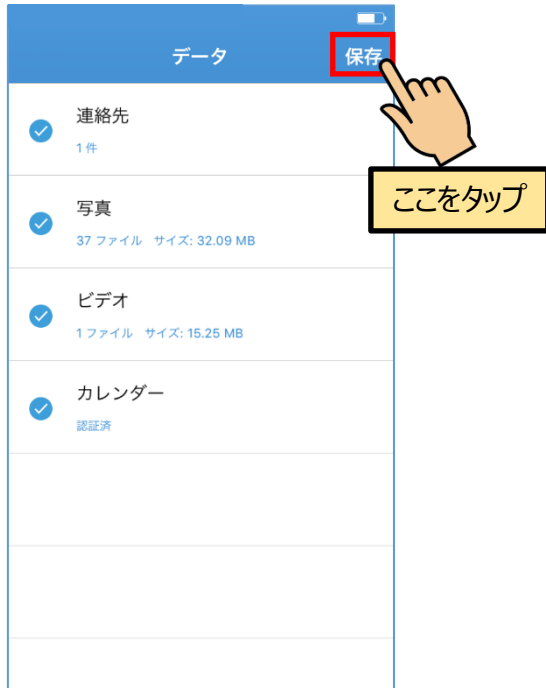 データ
保存
連絡先
1 件
ここをタップ
写真
37 ファイル サイズ: 32.09 MB
ビデオ
1 ファイル サイズ: 15.25 MB
カレンダー
認証済